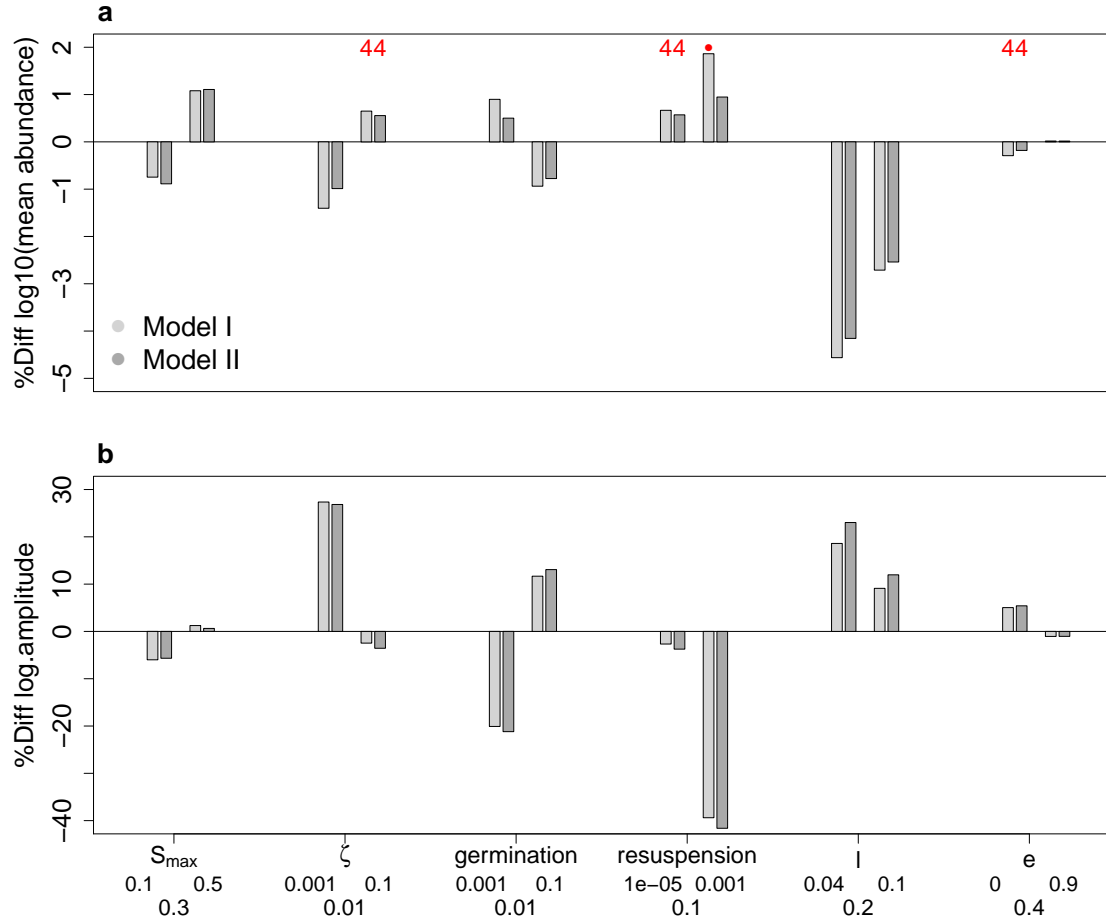 a
44 44 44
2
1
0
−1
−3
−5
%Diff log10(mean abundance)
Model I
Model II
b
30
10
0
−20
−40
%Diff log.amplitude
Smax ζ germination resuspension l e
0.1 0.5 0.001 0.1 0.001 0.1 1e−05 0.001 0.04 0.1 0 0.9
0.3 0.01 0.01 0.1 0.2 0.4